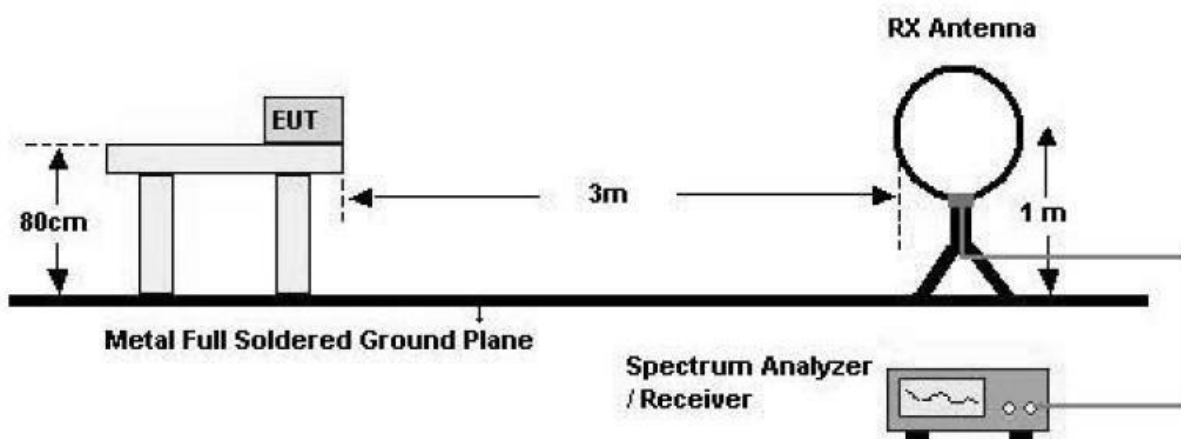 RX Antenna
EUT
80cm
3m
1 m
Metal Full Soldered Ground Plane
Spectrum Analyzer
/ Receiver